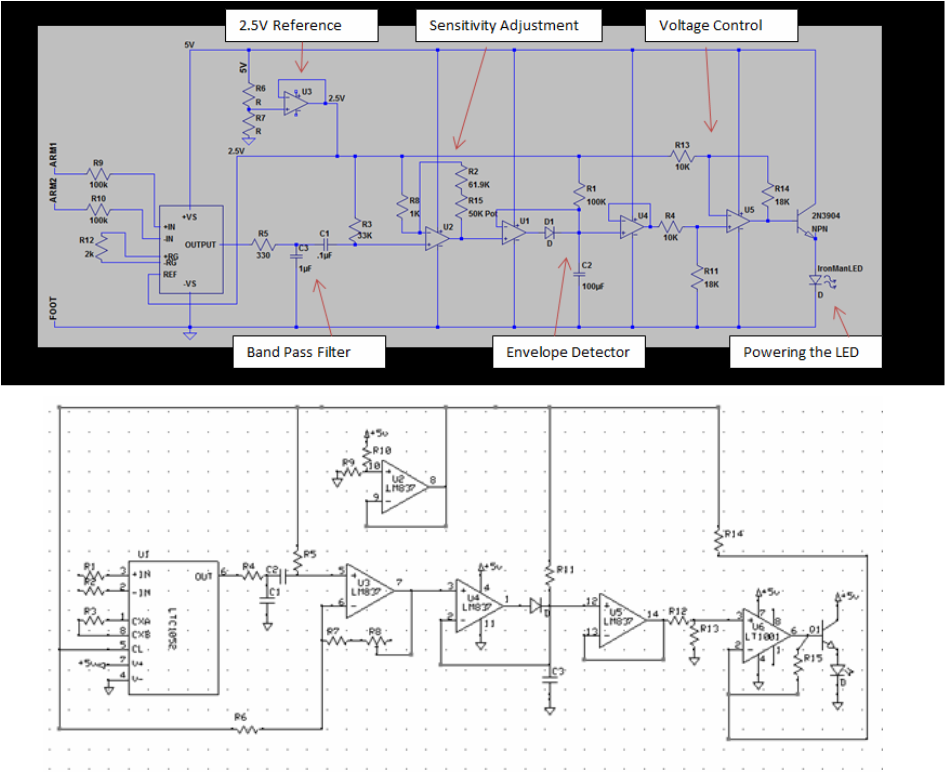 2.5V Reference
Sensitivity Adjustment
Voltage Control
5V
5V
R6
R
U3
2.5V
R7
R
2.5V
ARM1
ARM2
R9
100k
R10
100k
R12
2k
+VS
+IN
-IN
+RG
-RG
REF
OUTPUT
-VS
R5
330
C3
1µF
C1
.1µF
R3
33K
R8
1K
R2
61.9K
R15
50K Pot
U2
U1
D1
R1
100K
C2
100µF
U4
R4
10K
R13
10K
R11
18K
U5
R14
18K
2N3904
NPN
IronManLED
D
FOOT
Band Pass Filter
Envelope Detector
Powering the LED
+5v
R10
R9
10
9
8
U2
LM837
U1
R1
R2
R3
3
2
1
8
5
7
4
+IN
-IN
CXA
CXB
CL
V+
V-
+5v
OUT
6
LTC1052
R4
C2
C1
R5
5
6
7
U3
LM837
R7
R8
R6
3
2
+5v
4
U4
LM837
1
11
D
R11
C3
12
13
14
U5
LM837
R12
R13
R14
3
2
+5v
7
8
U6
LT1001
6
4
1
R15
Q1
+5v
D